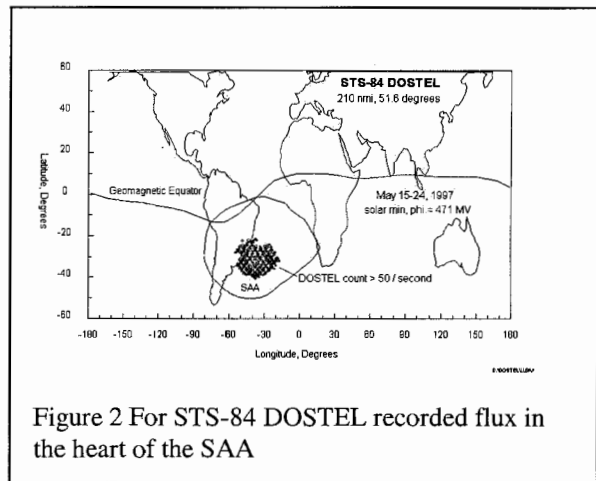 STS-84 DOSTEL
210 nmi, 51.6 degrees
60
40
20
0
-20
-40
-60
Latitude, Degrees
Geomagnetic Equator
May 15-24, 1997
solar min, phi = 471 MV
DOSTEL count > 50 / second
SAA
-180 -150 -120 -90 -60 -30 0 30 60 90 120 150 180
Longitude, Degrees
Figure 2 For STS-84 DOSTEL recorded flux in
the heart of the SAA